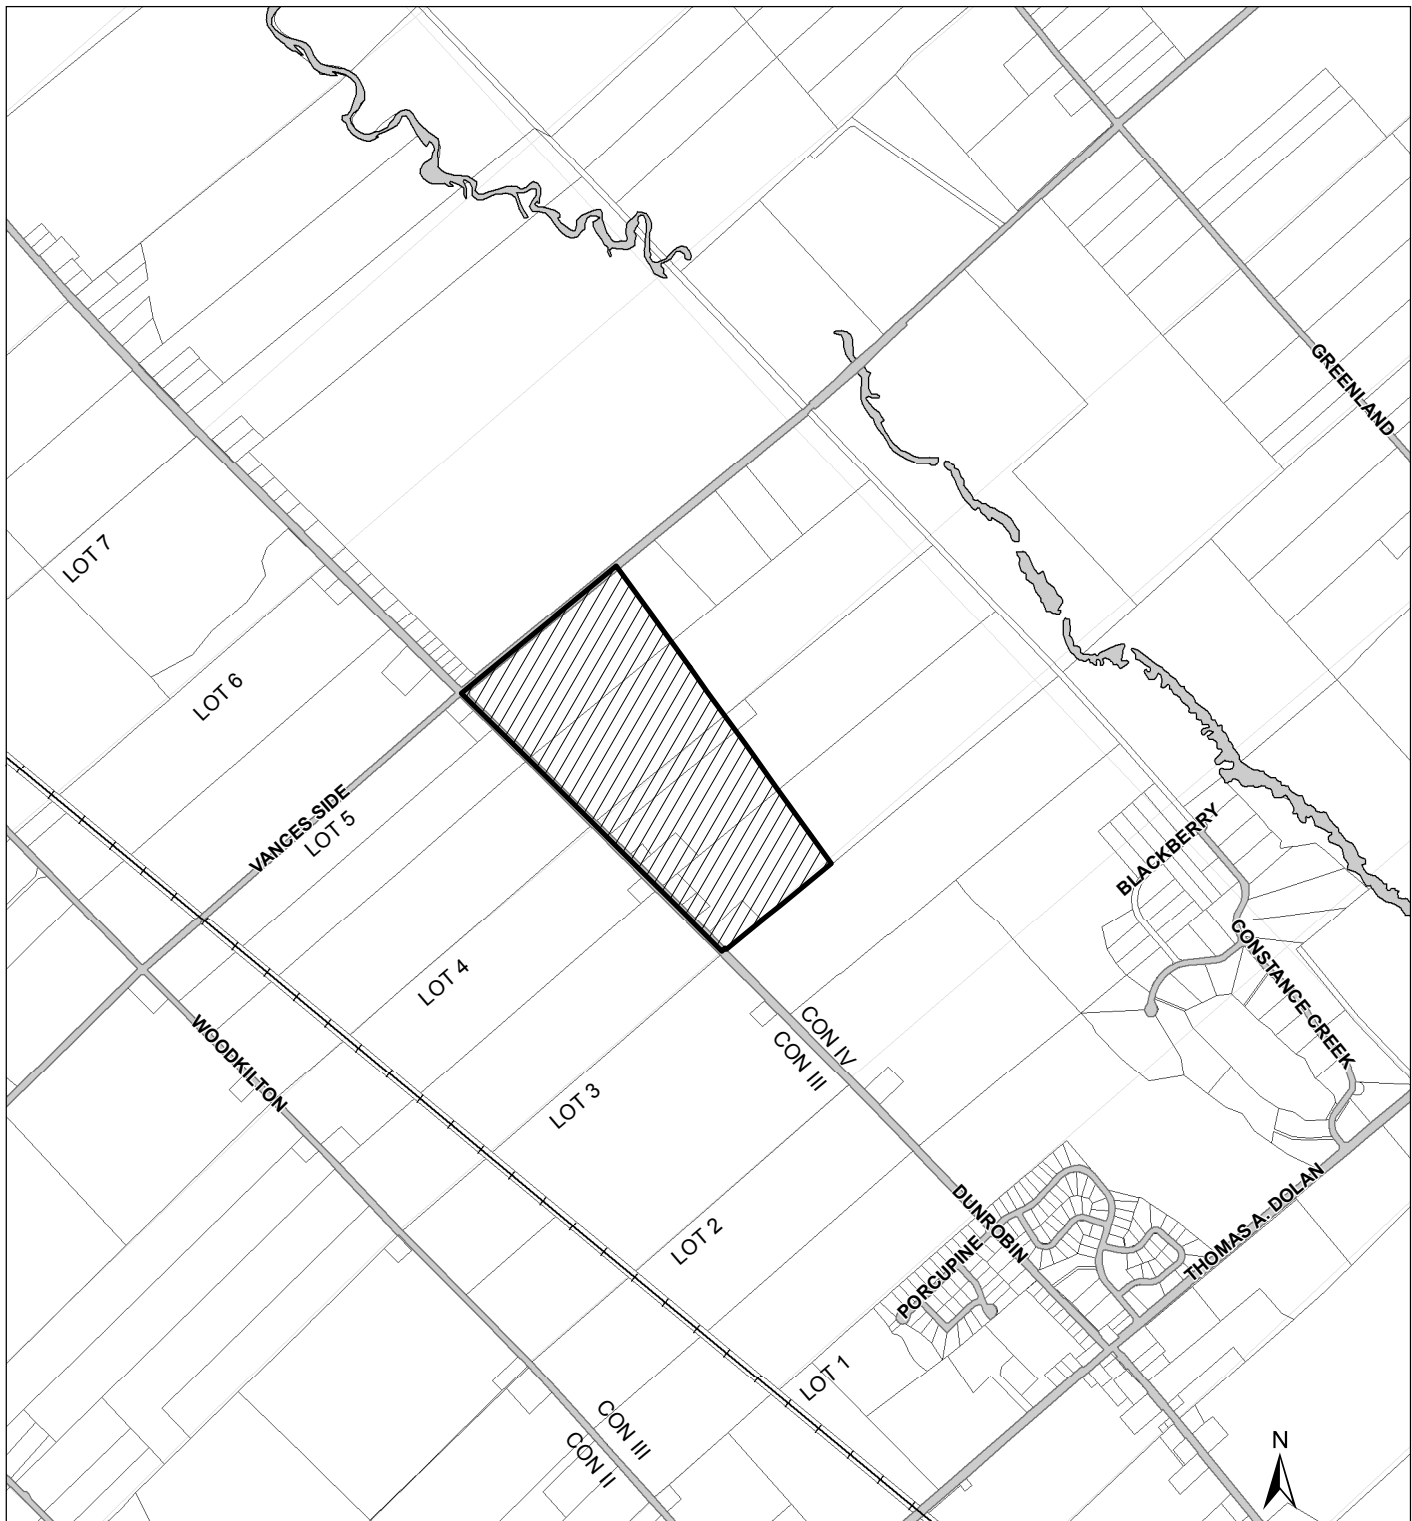 GREENLAND
LOT 7
LOT 6
VANCES SIDE
LOT 5
BLACKBERRY
CONSTANCE CREEK
LOT 4
WOODKILTON
CON IV
CON III
LOT 3
DUNROBIN
PORCUPINE
THOMAS A. DOLAN
LOT 2
LOT 1
CON III
CON II
N